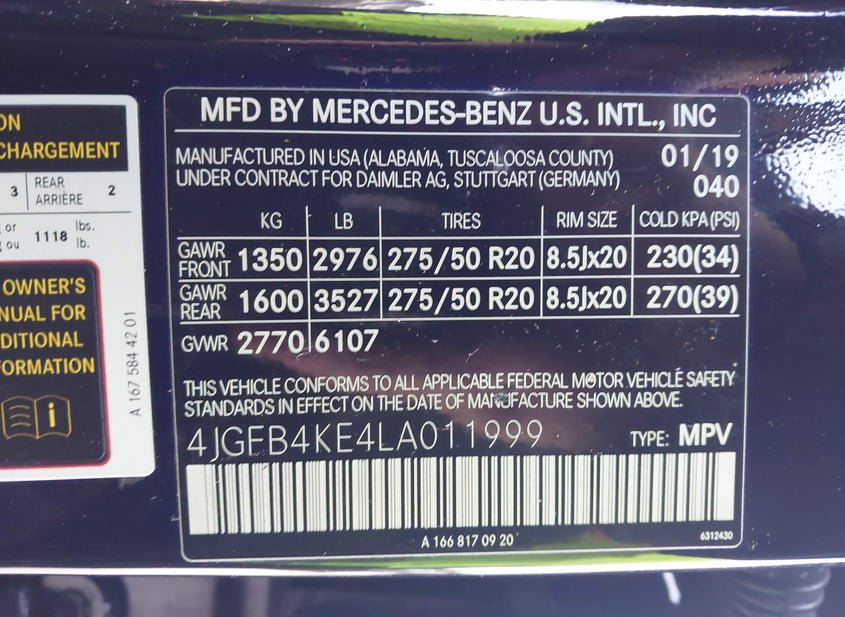 ON
CHARGEMENT
3 REAR ARRIÈRE 2
or ou 1118 lbs. lb.
OWNER'S
NUAL FOR
DITIONAL
FORMATION
A 167 584 42 01
MFD BY MERCEDES-BENZ U.S. INTL., INC
MANUFACTURED IN USA (ALABAMA, TUSCALOOSA COUNTY) 01/19
UNDER CONTRACT FOR DAIMLER AG, STUTTGART (GERMANY) 040
KG LB TIRES RIM SIZE COLD KPA (PSI)
GAWR FRONT 1350 2976 275/50 R20 8.5Jx20 230(34)
GAWR REAR 1600 3527 275/50 R20 8.5Jx20 270(39)
GVWR 2770 6107
THIS VEHICLE CONFORMS TO ALL APPLICABLE FEDERAL MOTOR VEHICLE SAFETY
STANDARDS IN EFFECT ON THE DATE OF MANUFACTURE SHOWN ABOVE.
4JGFB4KE4LA011999 TYPE: MPV
A 166 817 09 20 6312430